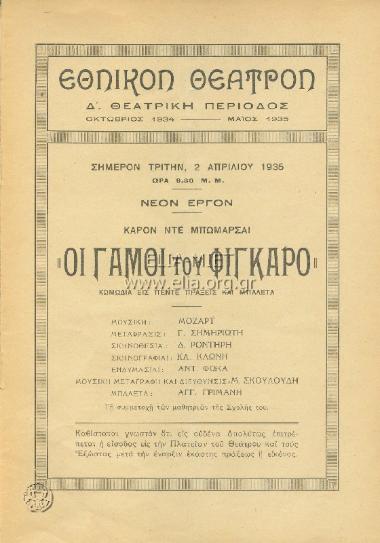 ΕΘΝΙΚΟΝ ΘΕΑΤΡΟΝ
Δ΄. ΘΕΑΤΡΙΚΗ ΠΕΡΙΟΔΟΣ
ΟΚΤΩΒΡΙΟΣ 1934 ——— ΜΑΪΟΣ 1935
ΣΗΜΕΡΟΝ ΤΡΙΤΗΝ, 2 ΑΠΡΙΛΙΟΥ 1935
ΩΡΑ 9.30 Μ. Μ.
ΝΕΟΝ ΕΡΓΟΝ
ΚΑΡΟΝ ΝΤΕ ΜΠΩΜΑΡΣΑΙ
"ΟΙ ΓΑΜΟΙ ΤΟΥ ΦΙΓΚΑΡΟ"
www.elia.org.gr
ΚΩΜΩΔΙΑ ΕΙΣ ΠΕΝΤΕ ΠΡΑΞΕΙΣ ΚΑΙ ΜΠΑΛΕΤΑ
ΜΟΥΣΙΚΗ: ΜΟΖΑΡΤ
ΜΕΤΑΦΡΑΣΙΣ: Γ. ΣΗΜΗΡΙΩΤΗ
ΣΚΗΝΟΘΕΣΙΑ: Δ. ΡΟΝΤΗΡΗ
ΣΚΗΝΟΓΡΑΦΙΑΙ: ΚΛ. ΚΛΩΝΗ
ΕΝΔΥΜΑΣΙΑΙ: ΑΝΤ. ΦΩΚΑ
ΜΟΥΣΙΚΗ ΜΕΤΑΓΡΑΦΗ ΚΑΙ ΔΙΕΥΘΥΝΣΙΣ: Μ. ΣΚΟΥΛΟΥΔΗ
ΜΠΑΛΕΤΑ: ΑΓΓ. ΓΡΙΜΑΝΗ
Τῇ συμμετοχῇ τῶν μαθητριῶν τῆς Σχολῆς του.
Καθίσταται γνωστὸν ὅτι εἰς οὐδένα ἀπολύτως ἐπιτρέ-
πεται ἡ εἴσοδος εἰς τὴν Πλατεῖαν τοῦ Θεάτρου καὶ τοὺς
Ἐξώστας μετὰ τὴν ἔναρξιν ἑκάστης πράξεως ἢ εἰκόνος.